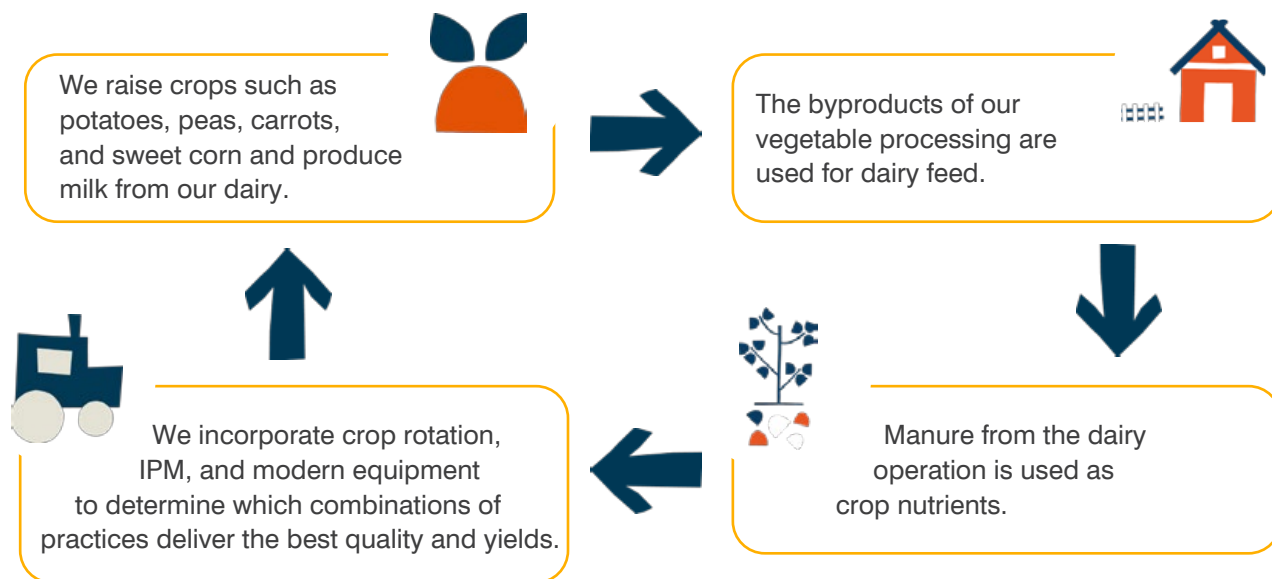 We raise crops such as
potatoes, peas, carrots,
and sweet corn and produce
milk from our dairy.
The byproducts of our
vegetable processing are
used for dairy feed.
Manure from the dairy
operation is used as
crop nutrients.
We incorporate crop rotation,
IPM, and modern equipment
to determine which combinations of
practices deliver the best quality and yields.